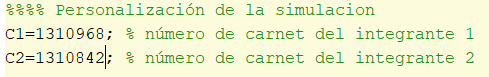 %%%% Personalización de la simulacion
C1=1310968; % número de carnet del integrante 1
C2=1310842; % número de carnet del integrante 2